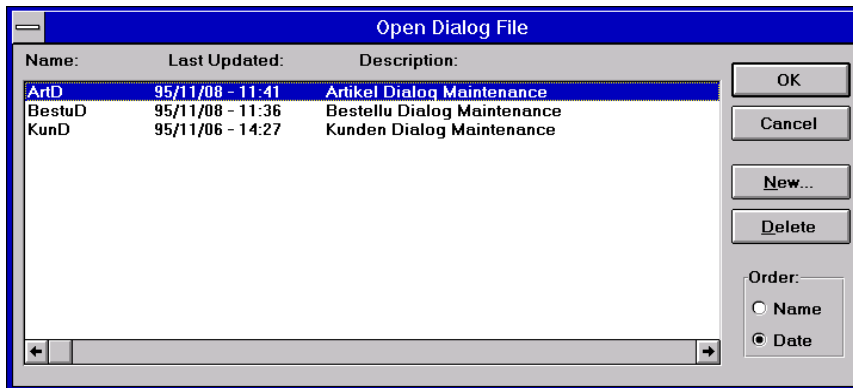 Open Dialog File
Name: Last Updated: Description:
ArtD 95/11/08 - 11:41 Artikel Dialog Maintenance
BestuD 95/11/08 - 11:36 Bestellu Dialog Maintenance
KunD 95/11/06 - 14:27 Kunden Dialog Maintenance
OK
Cancel
New...
Delete
Order:
Name
Date